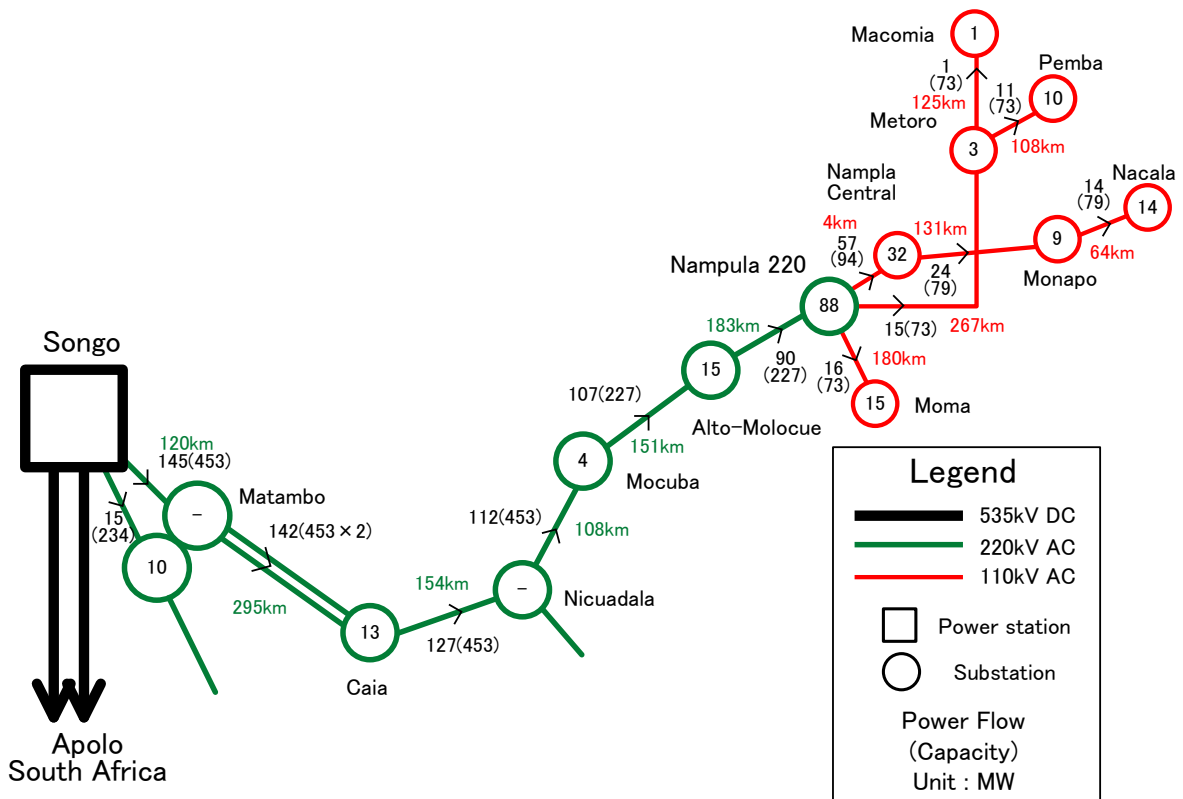 Macomia
1
1
(73)
125km
Pemba
11
(73)
10
108km
Metoro
3
Nampla
Central
4km
57
(94)
32
131km
24
(79)
9
Monapo
14
(79)
64km
Nacala
14
Nampula 220
88
15(73)
267km
180km
16
(73)
15
Moma
183km
90
(227)
15
Alto-Molocue
107(227)
151km
4
Mocuba
112(453)
108km
-
Nicuadala
154km
127(453)
13
Caia
142(453×2)
295km
-
Matambo
120km
145(453)
15
(234)
10
Songo
Apolo
South Africa
Legend
535kV DC
220kV AC
110kV AC
Power station
Substation
Power Flow
(Capacity)
Unit : MW